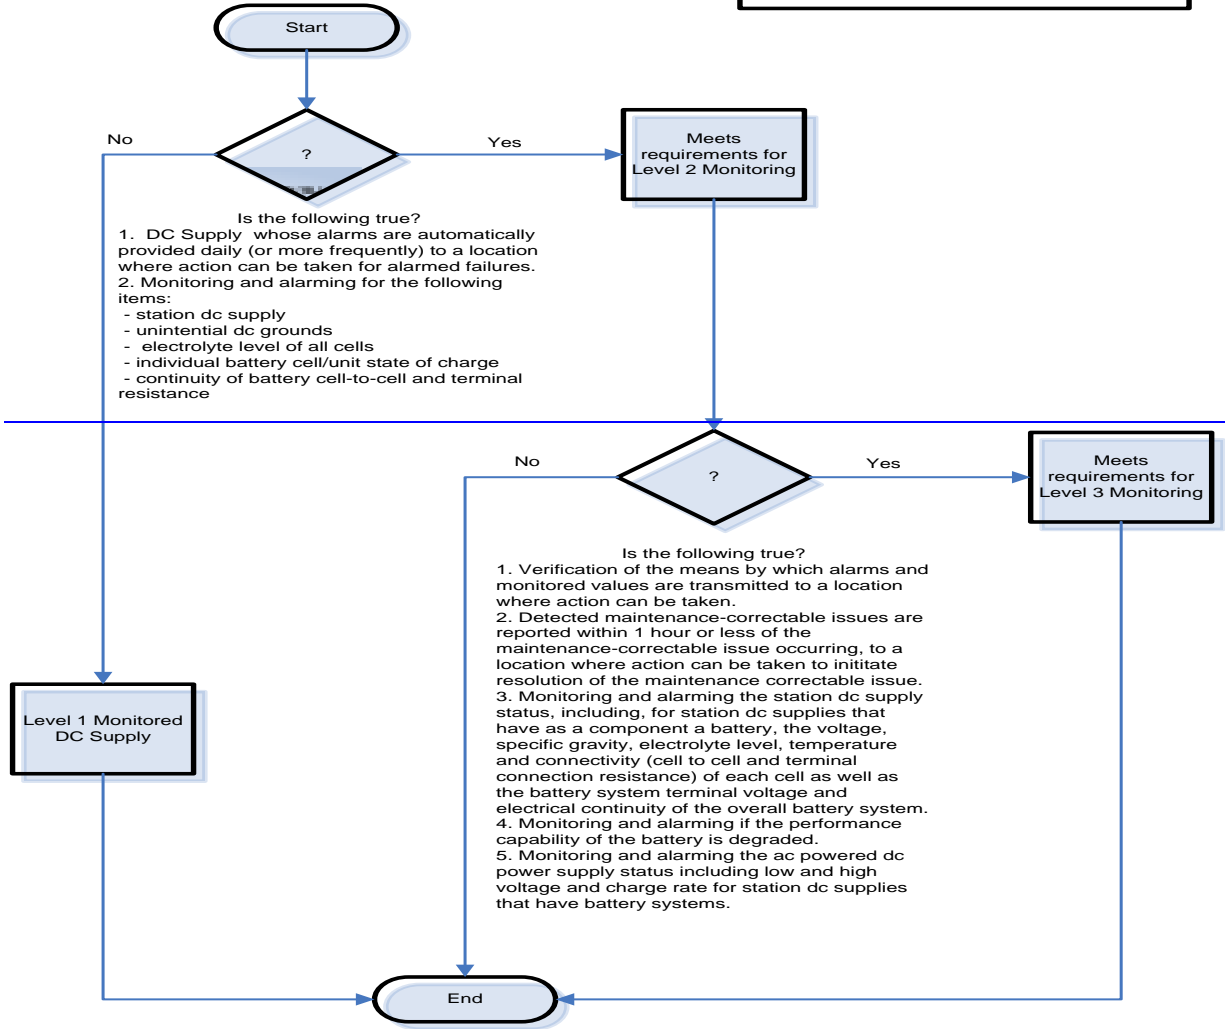 Start
No
?
Yes
Meets
requirements for
Level 2 Monitoring
Is the following true?
1.  DC Supply  whose alarms are automatically
provided daily (or more frequently) to a location
where action can be taken for alarmed failures.
2. Monitoring and alarming for the following
items:
- station dc supply
- unintential dc grounds
-  electrolyte level of all cells
- individual battery cell/unit state of charge
- continuity of battery cell-to-cell and terminal
resistance
No
?
Yes
Meets
requirements for
Level 3 Monitoring
Is the following true?
1. Verification of the means by which alarms and
monitored values are transmitted to a location
where action can be taken.
2. Detected maintenance-correctable issues are
reported within 1 hour or less of the
maintenance-correctable issue occurring, to a
location where action can be taken to inititate
resolution of the maintenance correctable issue.
3. Monitoring and alarming the station dc supply
status, including, for station dc supplies that
have as a component a battery, the voltage,
specific gravity, electrolyte level, temperature
and connectivity (cell to cell and terminal
connection resistance) of each cell as well as
the battery system terminal voltage and
electrical continuity of the overall battery system.
4. Monitoring and alarming if the performance
capability of the battery is degraded.
5. Monitoring and alarming the ac powered dc
power supply status including low and high
voltage and charge rate for station dc supplies
that have battery systems.
Level 1 Monitored
DC Supply
End